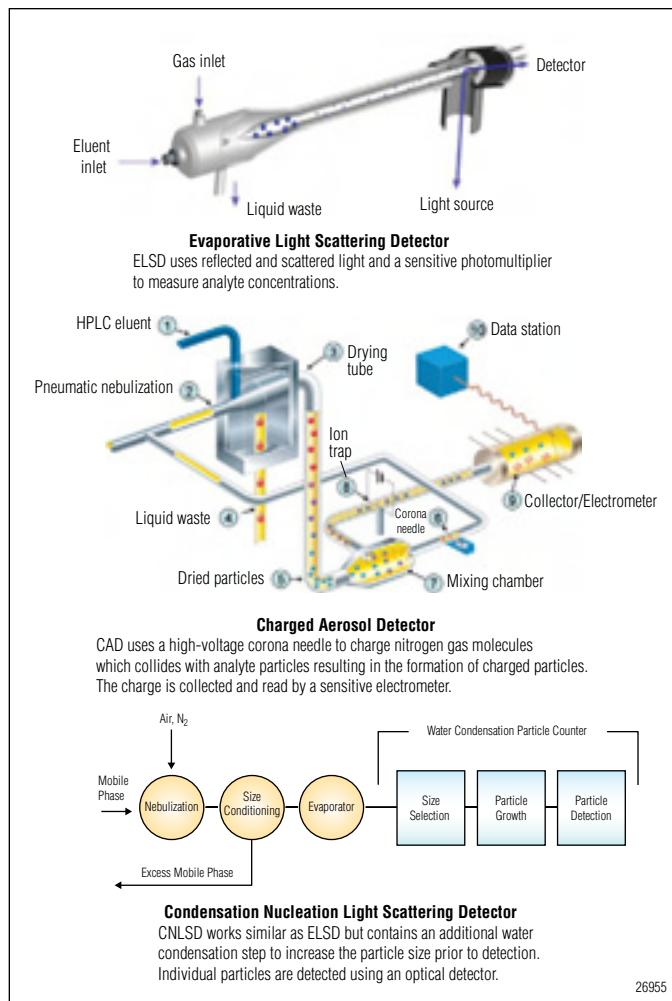 Gas inlet
Detector
Eluent
inlet
Liquid waste
Light source
Evaporative Light Scattering Detector
ELSD uses reflected and scattered light and a sensitive photomultiplier
to measure analyte concentrations.
HPLC eluent
1
10 Data station
3 Drying
tube
Pneumatic nebulization
2
Ion
trap
8
9 Collector/Electrometer
Liquid waste
4
Corona
needle
6
Dried particles
5
7 Mixing chamber
Charged Aerosol Detector
CAD uses a high-voltage corona needle to charge nitrogen gas molecules
which collides with analyte particles resulting in the formation of charged particles.
The charge is collected and read by a sensitive electrometer.
Air, N2
Water Condensation Particle Counter
Mobile
Phase
Nebulization
Size
Conditioning
Evaporator
Size
Selection
Particle
Growth
Particle
Detection
Excess Mobile Phase
Condensation Nucleation Light Scattering Detector
CNLSD works similar as ELSD but contains an additional water
condensation step to increase the particle size prior to detection.
Individual particles are detected using an optical detector.
26955